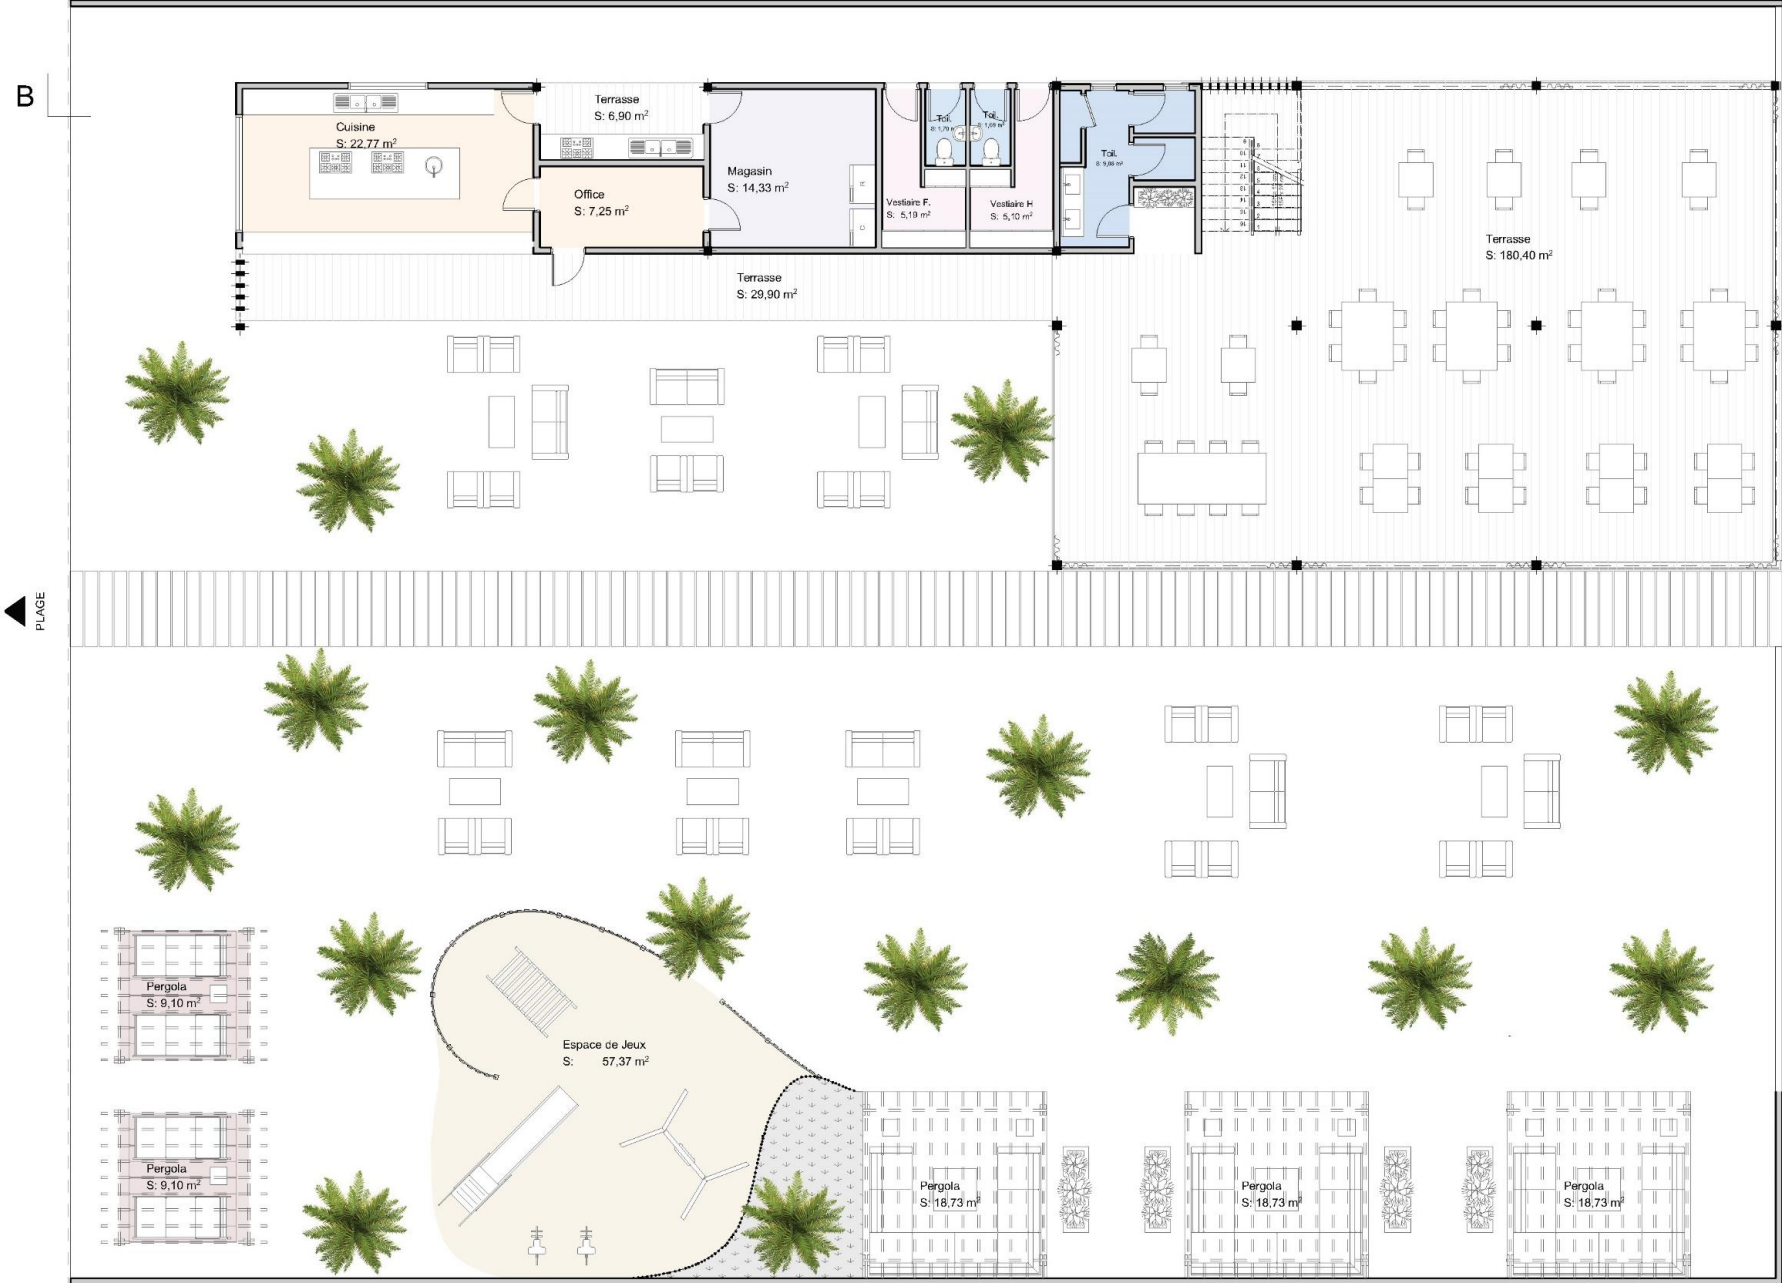 B
Cuisine
S: 22,77 m²
Terrasse
S: 6,90 m²
Office
S: 7,25 m²
Magasin
S: 14,33 m²
Toil.
Toil.
Vestiaire F.
S: 5,19 m²
Vestiaire H
S: 5,10 m²
Toil.
Terrasse
S: 180,40 m²
Terrasse
S: 29,90 m²
PLAGE
Pergola
S: 9,10 m²
Espace de Jeux
S: 57,37 m²
Pergola
S: 9,10 m²
Pergola
S: 18,73 m²
Pergola
S: 18,73 m²
Pergola
S: 18,73 m²